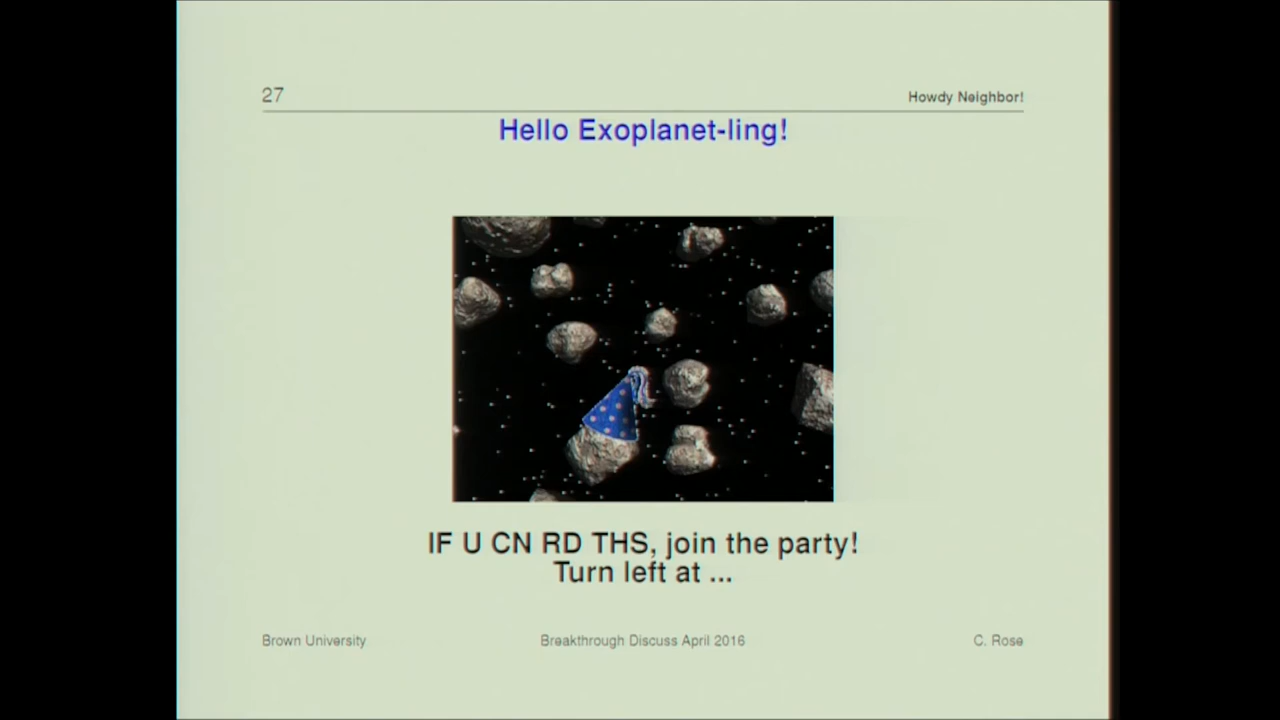 27
Howdy Neighbor!
Hello Exoplanet-ling!
IF U CN RD THS, join the party!
Turn left at ...
Brown University
Breakthrough Discuss April 2016
C. Rose